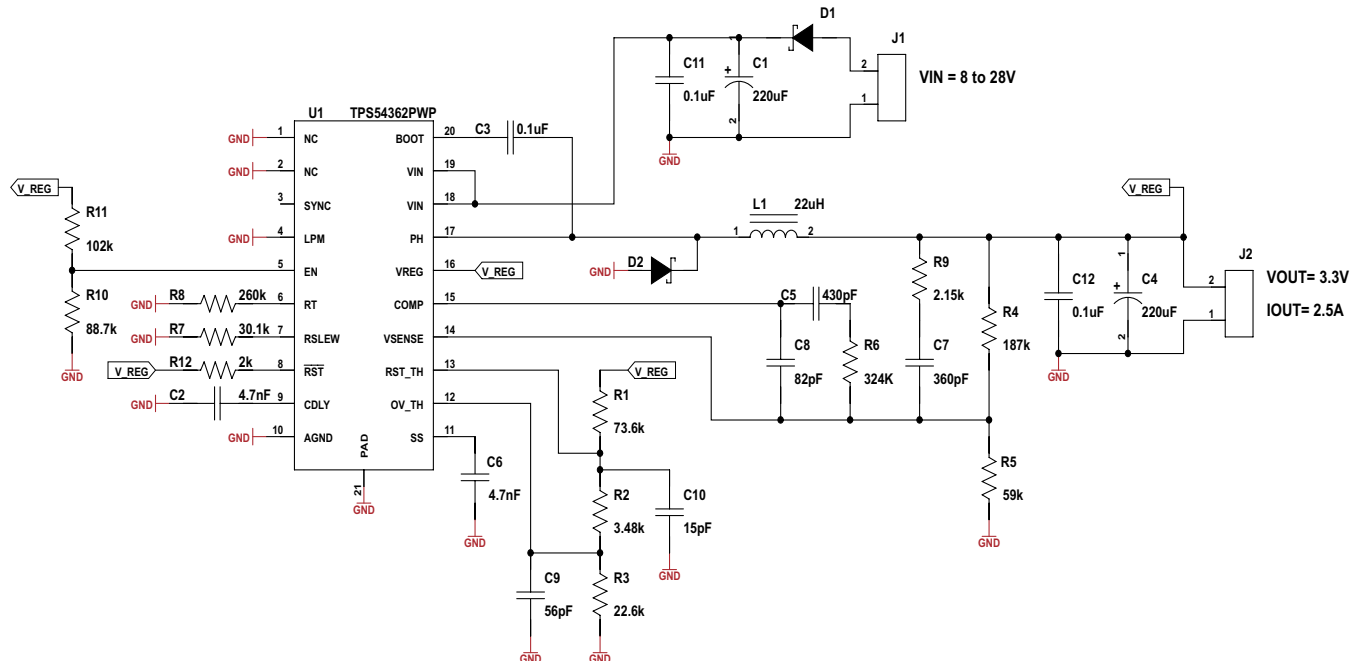 D1
J1
C11
0.1uF
1
+
C1
220uF
2
2
1
VIN = 8 to 28V
GND
U1
TPS54362PWP
C3
0.1uF
GND
1
NC
BOOT
20
GND
2
NC
VIN
19
3
SYNC
VIN
18
GND
4
LPM
PH
17
5
EN
VREG
16
V_REG
GND
R8
260k
6
RT
COMP
15
GND
R7
30.1k
7
RSLEW
VSENSE
14
V_REG
R12
2k
8
RST
RST_TH
13
GND
C2
4.7nF
9
CDLY
OV_TH
12
GND
10
AGND
SS
11
PAD
21
GND
V_REG
R11
102k
R10
88.7k
GND
L1
22uH
1
2
GND
D2
C5
430pF
C8
82pF
R6
324K
R9
2.15k
C7
360pF
R4
187k
R5
59k
GND
V_REG
C12
0.1uF
1
+
C4
220uF
2
GND
J2
2
1
VOUT= 3.3V
IOUT= 2.5A
V_REG
R1
73.6k
R2
3.48k
R3
22.6k
GND
C10
15pF
GND
C9
56pF
GND
C6
4.7nF
GND